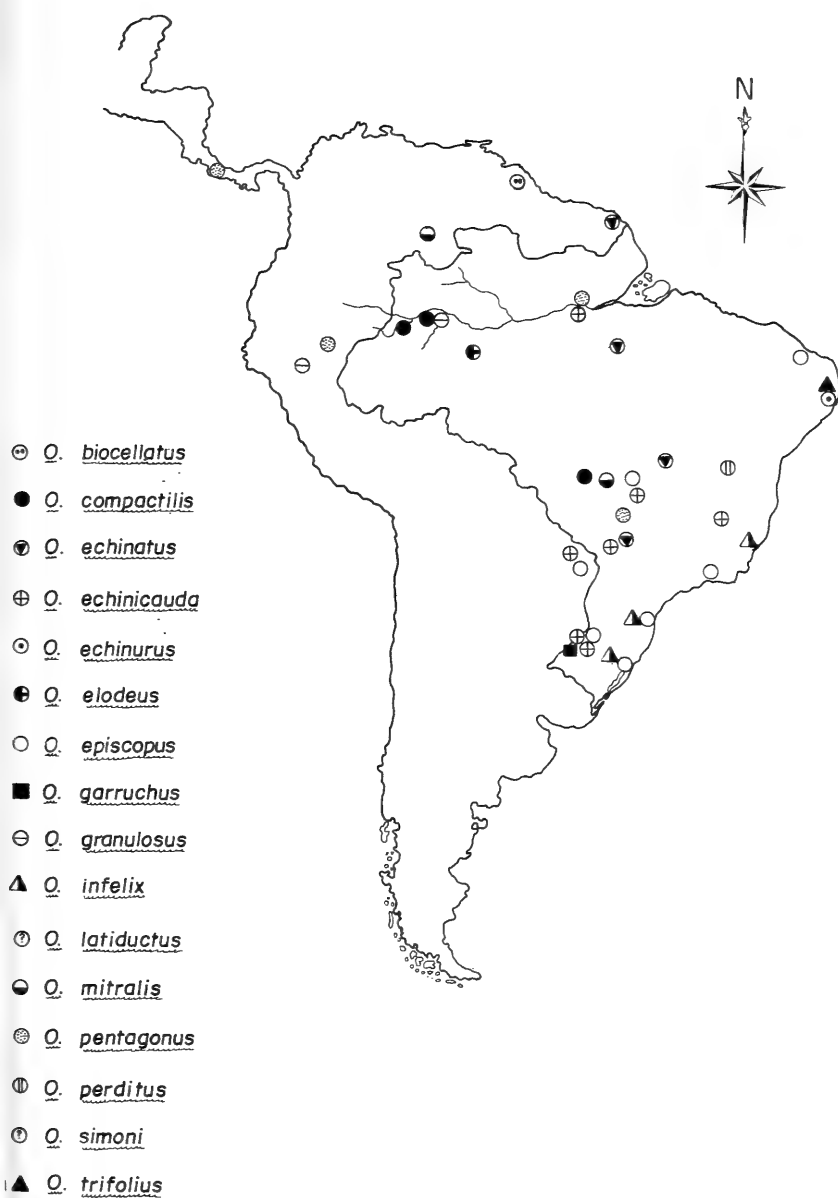 N
O. biocellatus
O. compactilis
O. echinatus
O. echinicauda
O. echinurus
O. elodeus
O. episcopus
O. garruchus
O. granulosus
O. infelix
? O. latiductus
O. mitralis
O. pentagonus
O. perditus
? O. simoni
O. trifolius